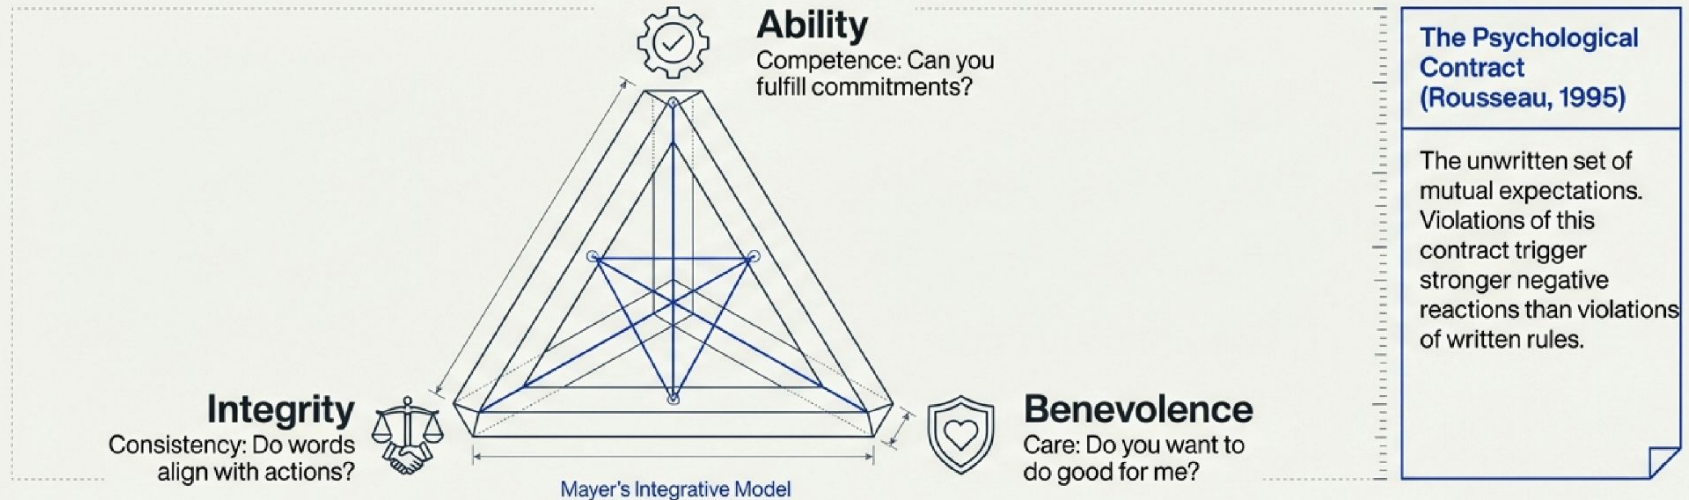 Ability
Competence: Can you
fulfill commitments?
Integrity
Consistency: Do words
align with actions?
Benevolence
Care: Do you want to
do good for me?
Mayer's Integrative Model
The Psychological
Contract
(Rousseau, 1995)
The unwritten set of
mutual expectations.
Violations of this
contract trigger
stronger negative
reactions than violations
of written rules.